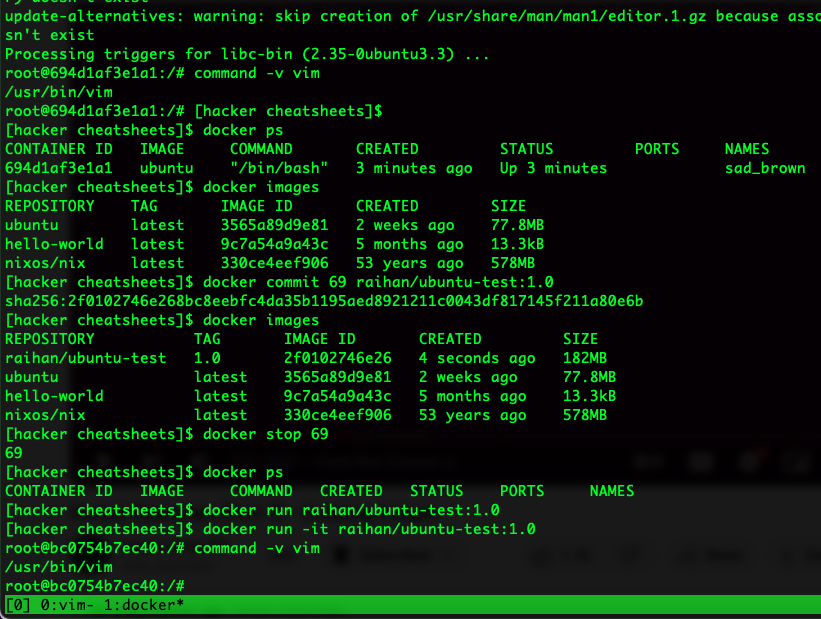 sn't exist
update-alternatives: warning: skip creation of /usr/share/man/man1/editor.1.gz because asso
sn't exist
Processing triggers for libc-bin (2.35-0ubuntu3.3) ...
root@694d1af3e1a1:/# command -v vim
/usr/bin/vim
root@694d1af3e1a1:/# [hacker cheatsheets]$
[hacker cheatsheets]$ docker ps
CONTAINER ID   IMAGE     COMMAND       CREATED         STATUS         PORTS     NAMES
694d1af3e1a1   ubuntu    "/bin/bash"   3 minutes ago   Up 3 minutes             sad_brown
[hacker cheatsheets]$ docker images
REPOSITORY    TAG       IMAGE ID       CREATED        SIZE
ubuntu        latest    3565a89d9e81   2 weeks ago    77.8MB
hello-world   latest    9c7a54a9a43c   5 months ago   13.3kB
nixos/nix     latest    330ce4eef906   53 years ago   578MB
[hacker cheatsheets]$ docker commit 69 raihan/ubuntu-test:1.0
sha256:2f0102746e268bc8eebfc4da35b1195aed8921211c0043df817145f211a80e6b
[hacker cheatsheets]$ docker images
REPOSITORY           TAG       IMAGE ID       CREATED         SIZE
raihan/ubuntu-test   1.0       2f0102746e26   4 seconds ago   182MB
ubuntu               latest    3565a89d9e81   2 weeks ago     77.8MB
hello-world          latest    9c7a54a9a43c   5 months ago    13.3kB
nixos/nix            latest    330ce4eef906   53 years ago    578MB
[hacker cheatsheets]$ docker stop 69
69
[hacker cheatsheets]$ docker ps
CONTAINER ID   IMAGE     COMMAND   CREATED   STATUS    PORTS     NAMES
[hacker cheatsheets]$ docker run raihan/ubuntu-test:1.0
[hacker cheatsheets]$ docker run -it raihan/ubuntu-test:1.0
root@bc0754b7ec40:/# command -v vim
/usr/bin/vim
root@bc0754b7ec40:/#
[0] 0:vim- 1:docker*